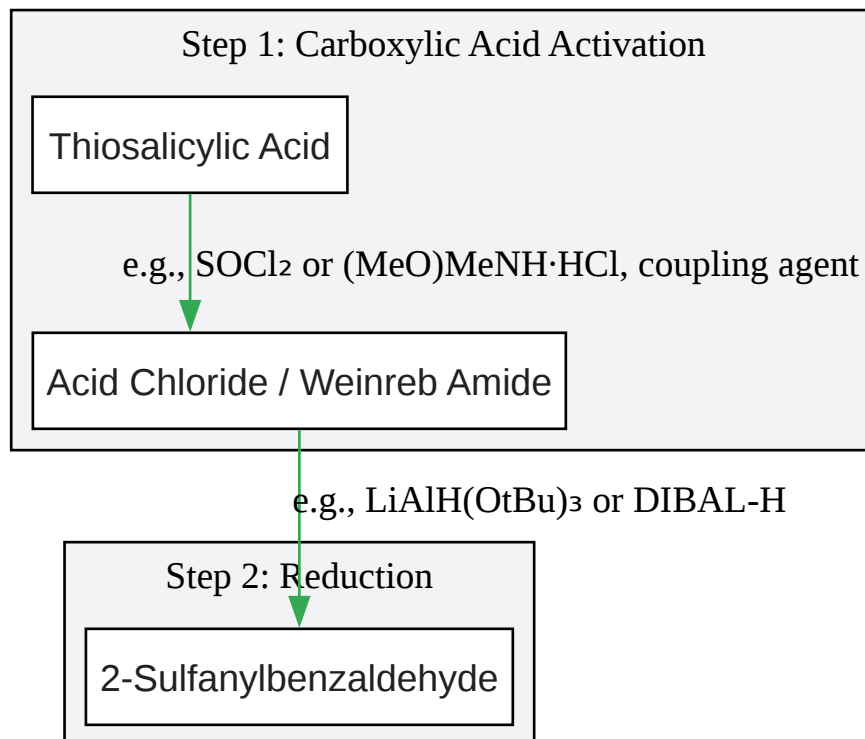 Step 1: Carboxylic Acid Activation
Thiosalicylic Acid
e.g., SOCl₂ or (MeO)MeNH·HCl, coupling agent
Acid Chloride / Weinreb Amide
e.g., LiAlH(OtBu)₃ or DIBAL-H
Step 2: Reduction
2-Sulfanylbenzaldehyde